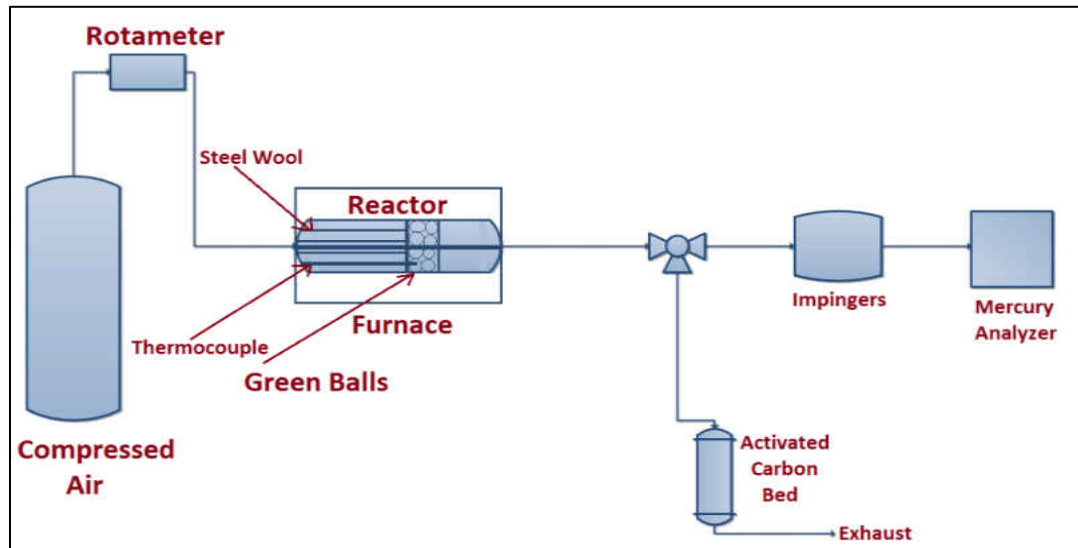 Rotameter
Steel Wool
Reactor
Furnace
Thermocouple
Green Balls
Compressed
Air
Impingers
Mercury
Analyzer
Activated
Carbon
Bed
Exhaust